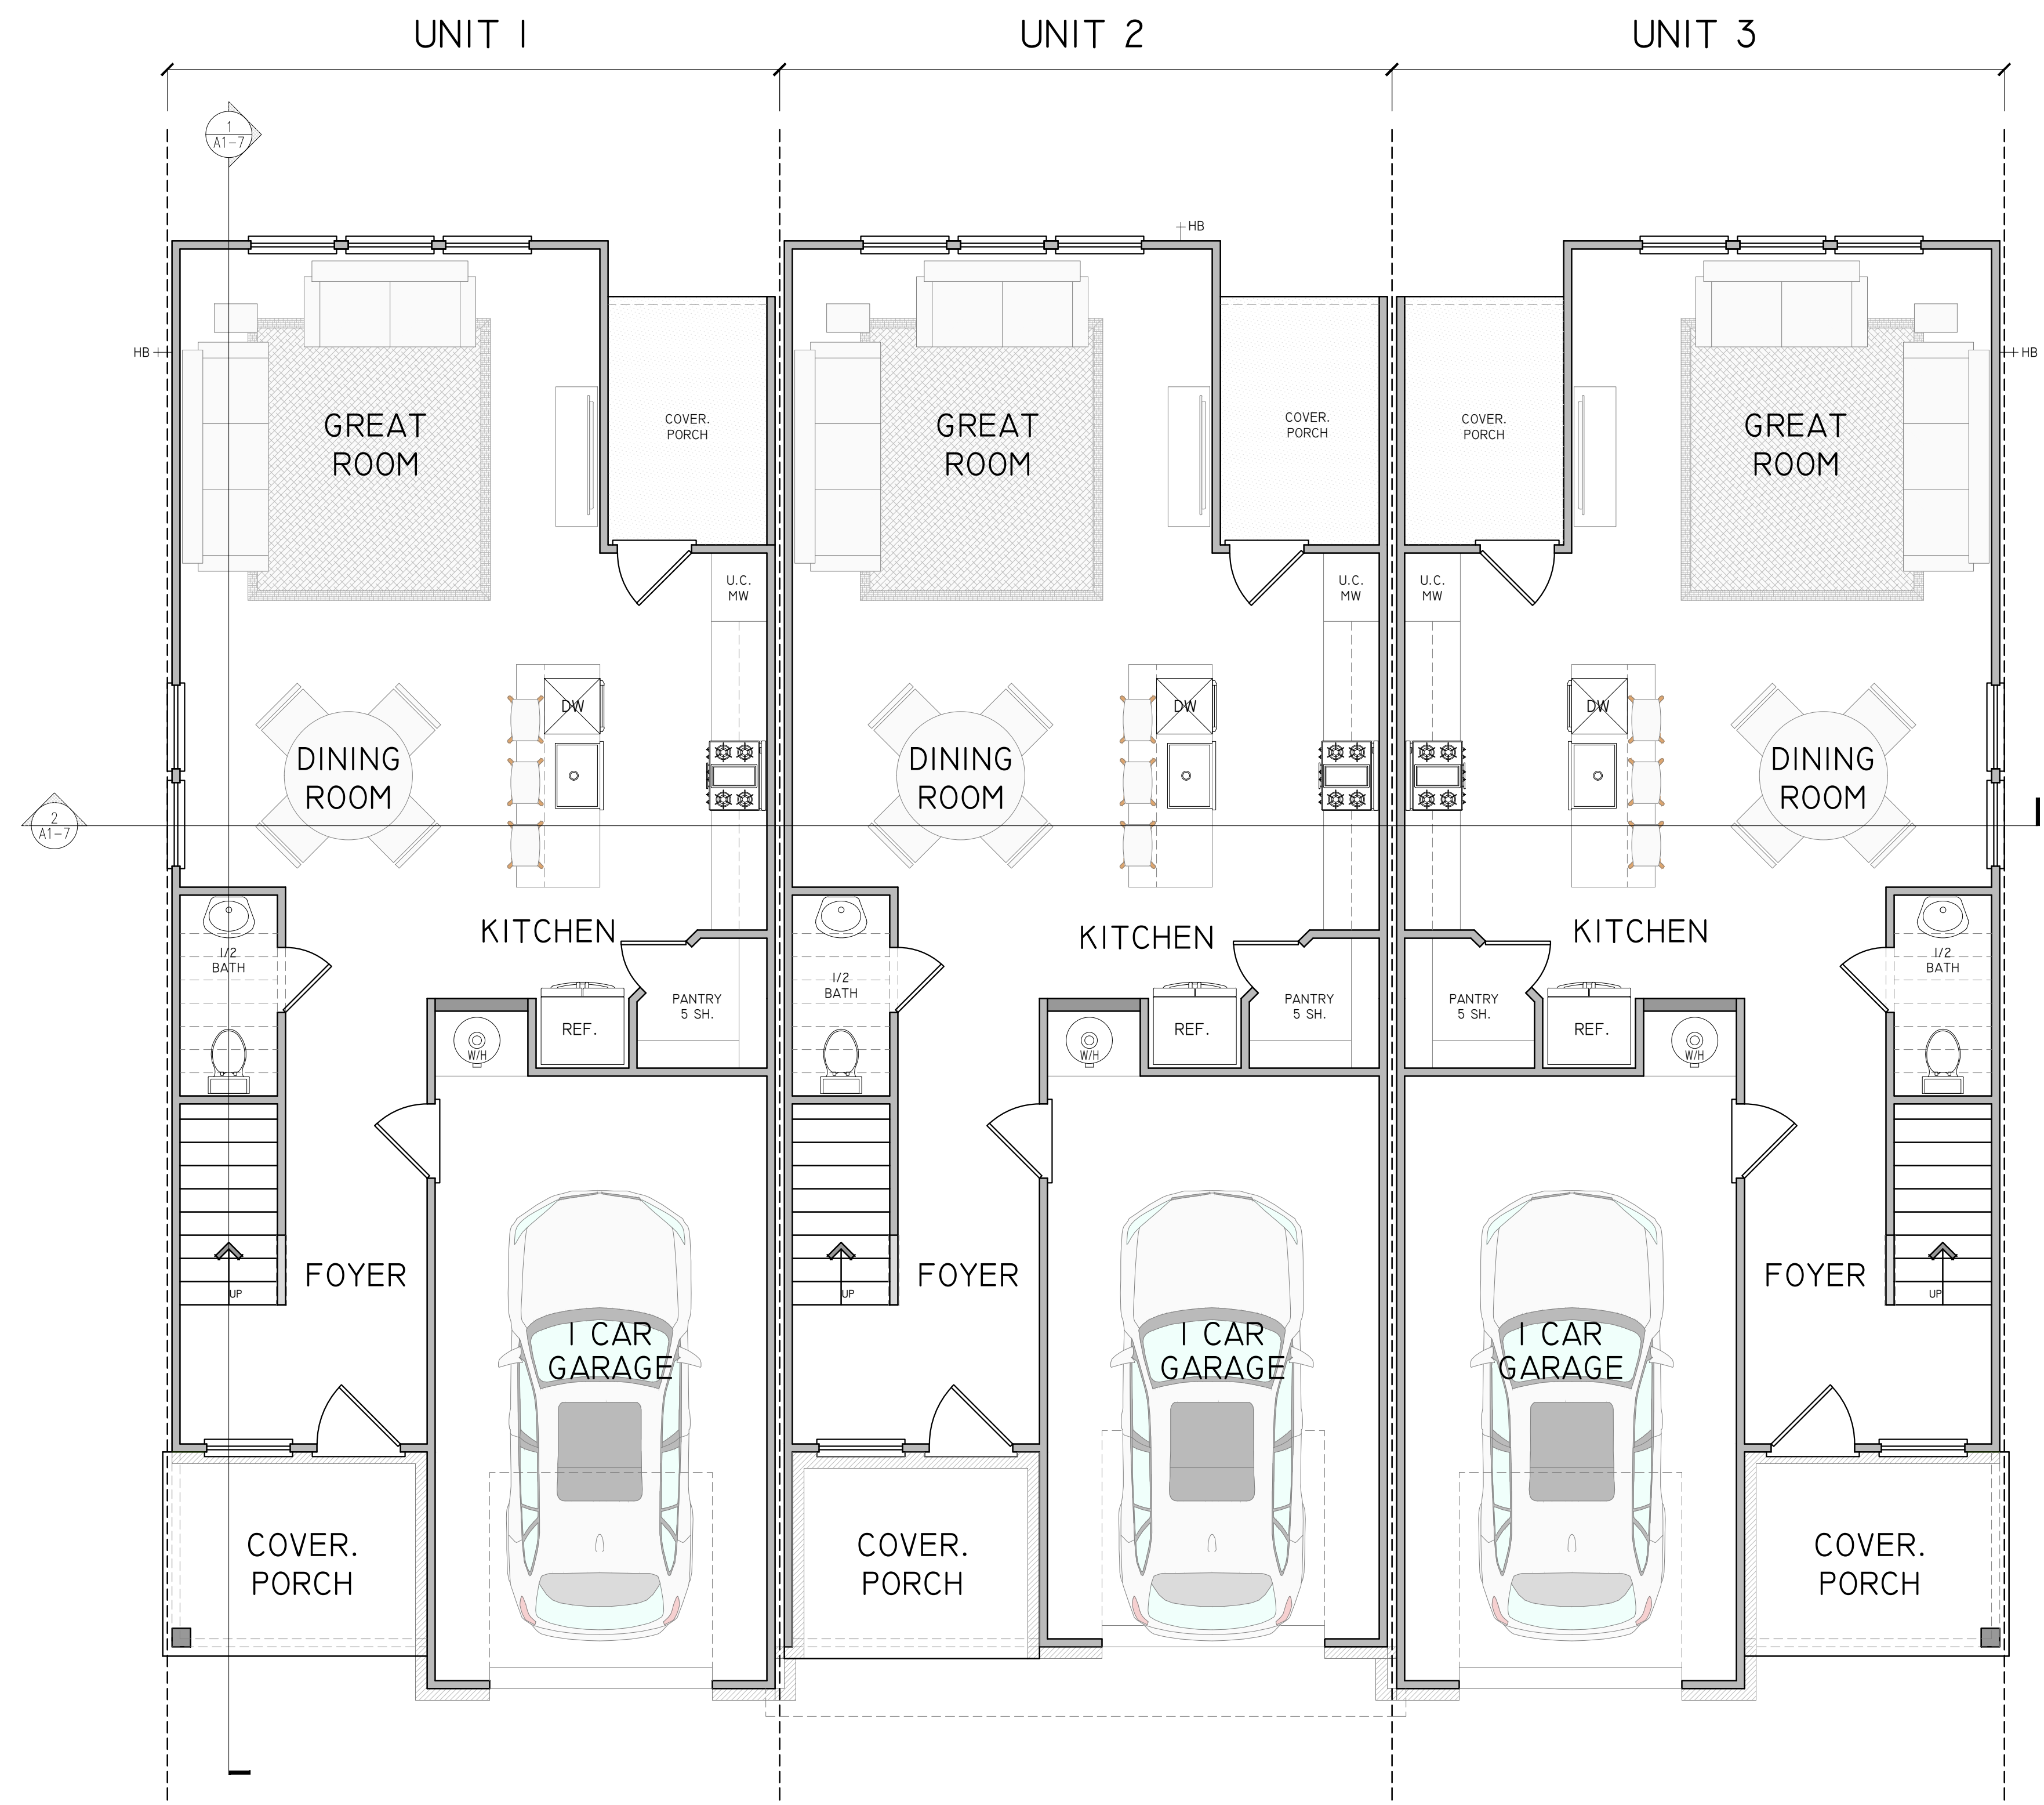 UNIT 1
UNIT 2
UNIT 3
1
A1-7
HB
HB
HB
GREAT
ROOM
COVER.
PORCH
GREAT
ROOM
COVER.
PORCH
COVER.
PORCH
GREAT
ROOM
U.C.
MW
U.C.
MW
U.C.
MW
DW
DW
DW
DINING
ROOM
DINING
ROOM
DINING
ROOM
2
A1-7
KITCHEN
KITCHEN
KITCHEN
1/2
BATH
1/2
BATH
1/2
BATH
PANTRY
5 SH.
PANTRY
5 SH.
PANTRY
5 SH.
REF.
REF.
REF.
W/H
W/H
W/H
FOYER
FOYER
FOYER
UP
UP
UP
1 CAR
GARAGE
1 CAR
GARAGE
1 CAR
GARAGE
COVER.
PORCH
COVER.
PORCH
COVER.
PORCH